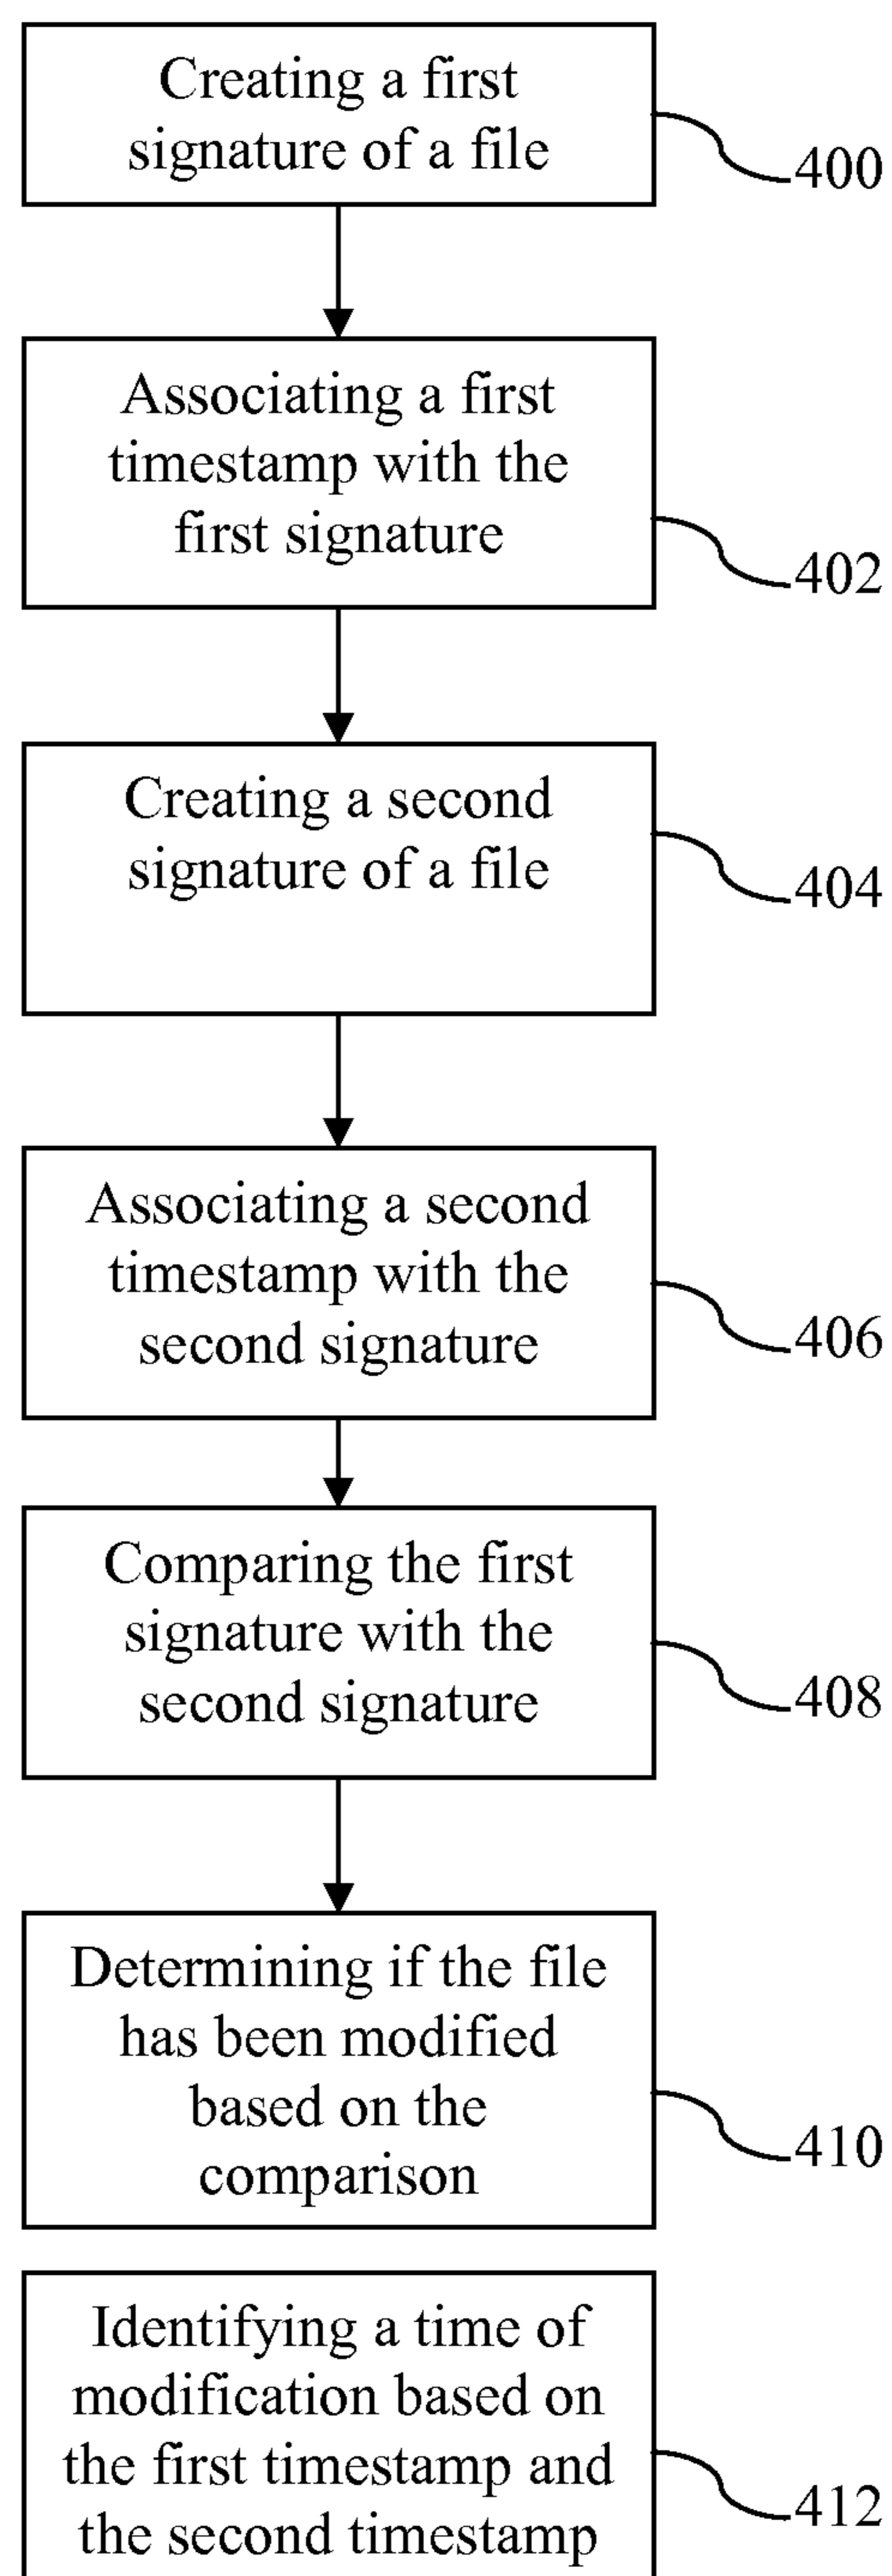 Creating a first
signature of a file
400
Associating a first
timestamp with the
first signature
402
Creating a second
signature of a file
404
Associating a second
timestamp with the
second signature
406
Comparing the first
signature with the
second signature
408
Determining if the file
has been modified
based on the
comparison
410
Identifying a time of
modification based on
the first timestamp and
the second timestamp
412